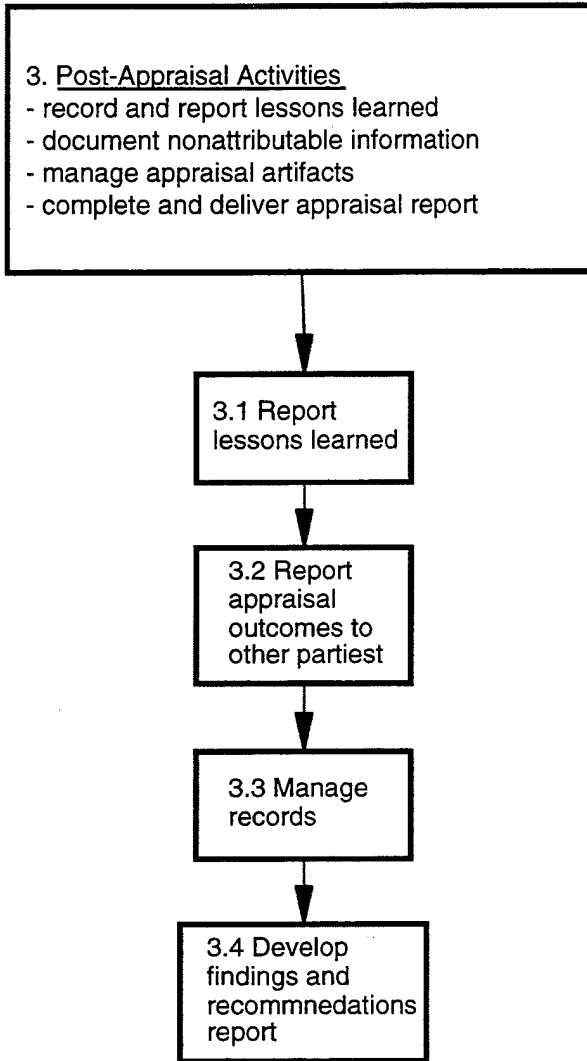 3. Post-Appraisal Activities
- record and report lessons learned
- document nonattributable information
- manage appraisal artifacts
- complete and deliver appraisal report
3.1 Report
lessons learned
3.2 Report
appraisal
outcomes to
other partiest
3.3 Manage
records
3.4 Develop
findings and
recommnedations
report